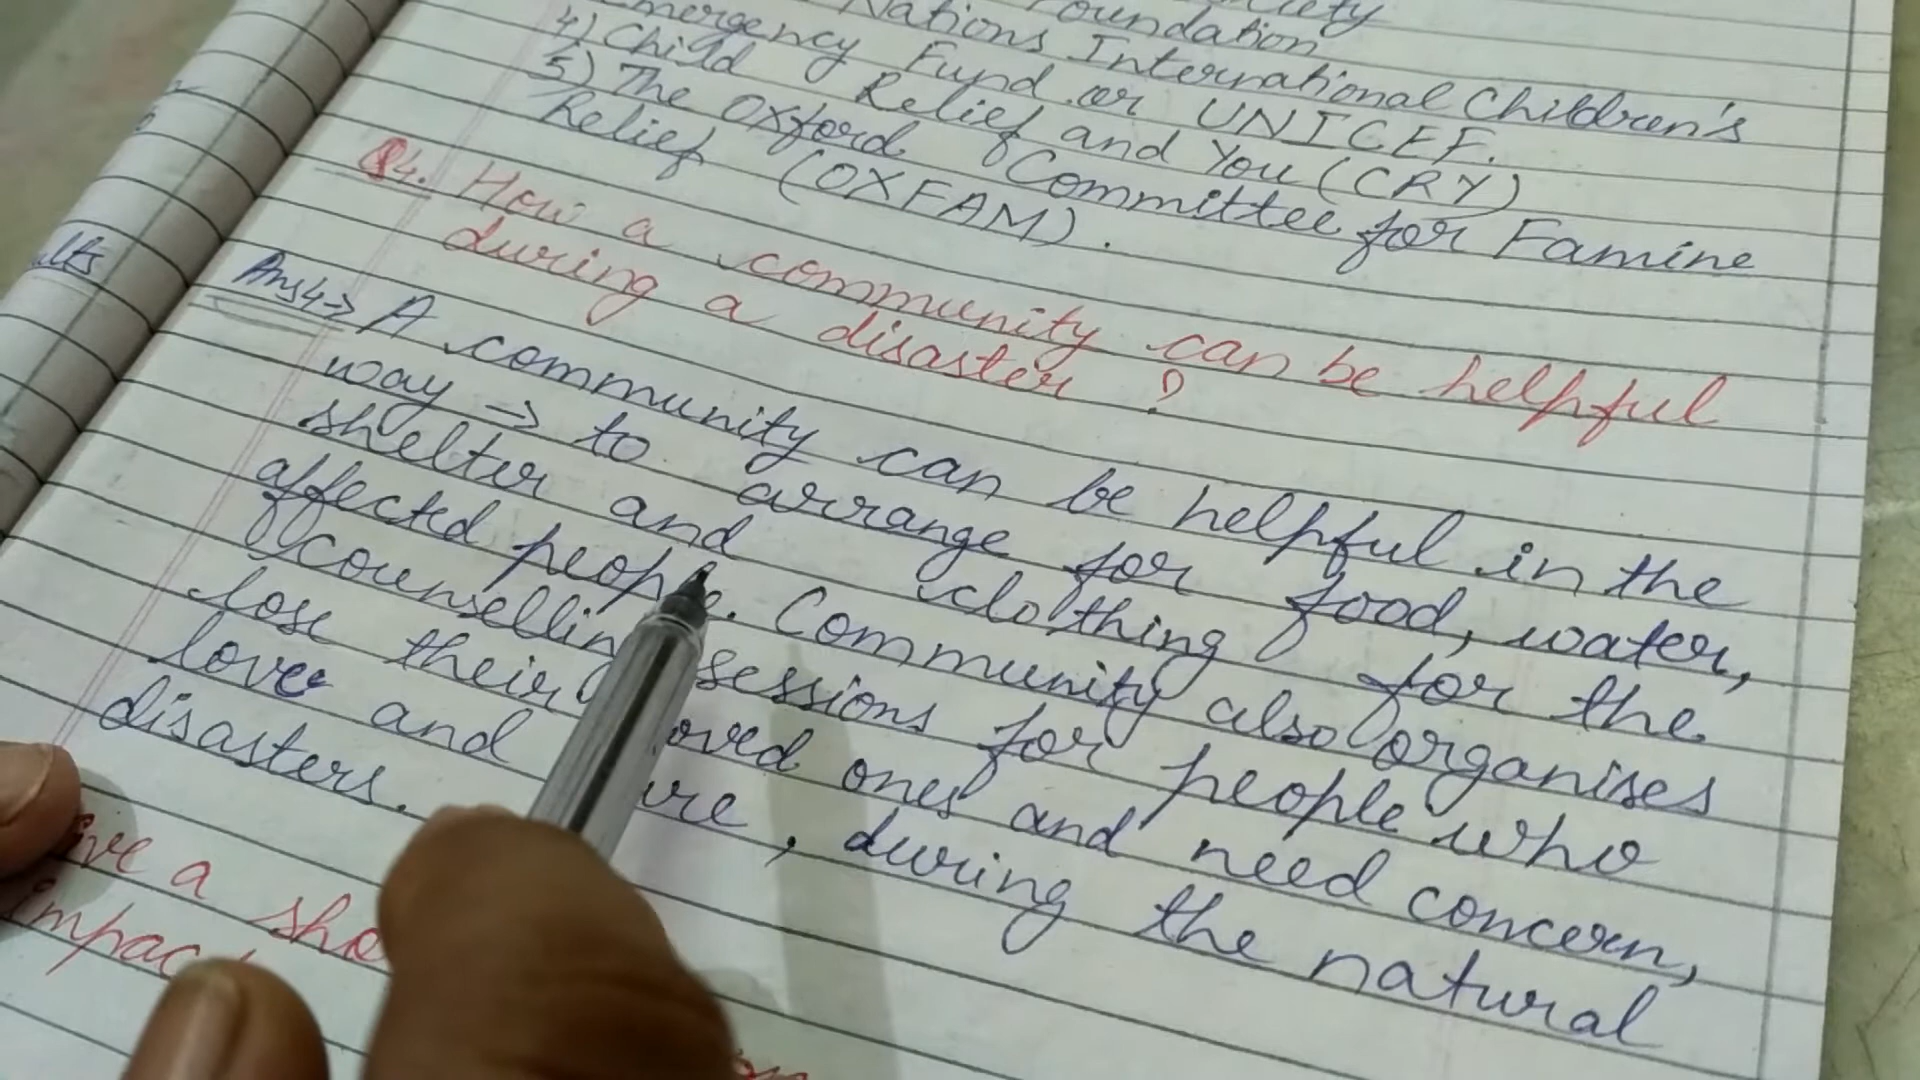 Foundation
Nations International Children's
Emergency Fund or UNICEF.
4) Child Relief and You (CRY)
5) The Oxford Committee for Famine
Relief (OXFAM).
Q4. How a community can be helpful
during a disaster ?
Ans4→ A community can be helpful in the
way → to arrange for food, water,
shelter and clothing for the
affected people. Community also organises
counselling sessions for people who
lose their loved ones and need concern,
love and care, during the natural
disasters.
a